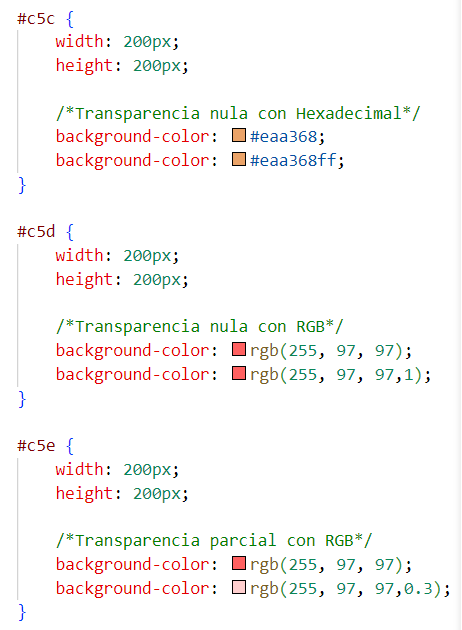 #c5c {
width: 200px;
height: 200px;
/*Transparencia nula con Hexadecimal*/
background-color: #eaa368;
background-color: #eaa368ff;
}
#c5d {
width: 200px;
height: 200px;
/*Transparencia nula con RGB*/
background-color: rgb(255, 97, 97);
background-color: rgb(255, 97, 97,1);
}
#c5e {
width: 200px;
height: 200px;
/*Transparencia parcial con RGB*/
background-color: rgb(255, 97, 97);
background-color: rgb(255, 97, 97,0.3);
}